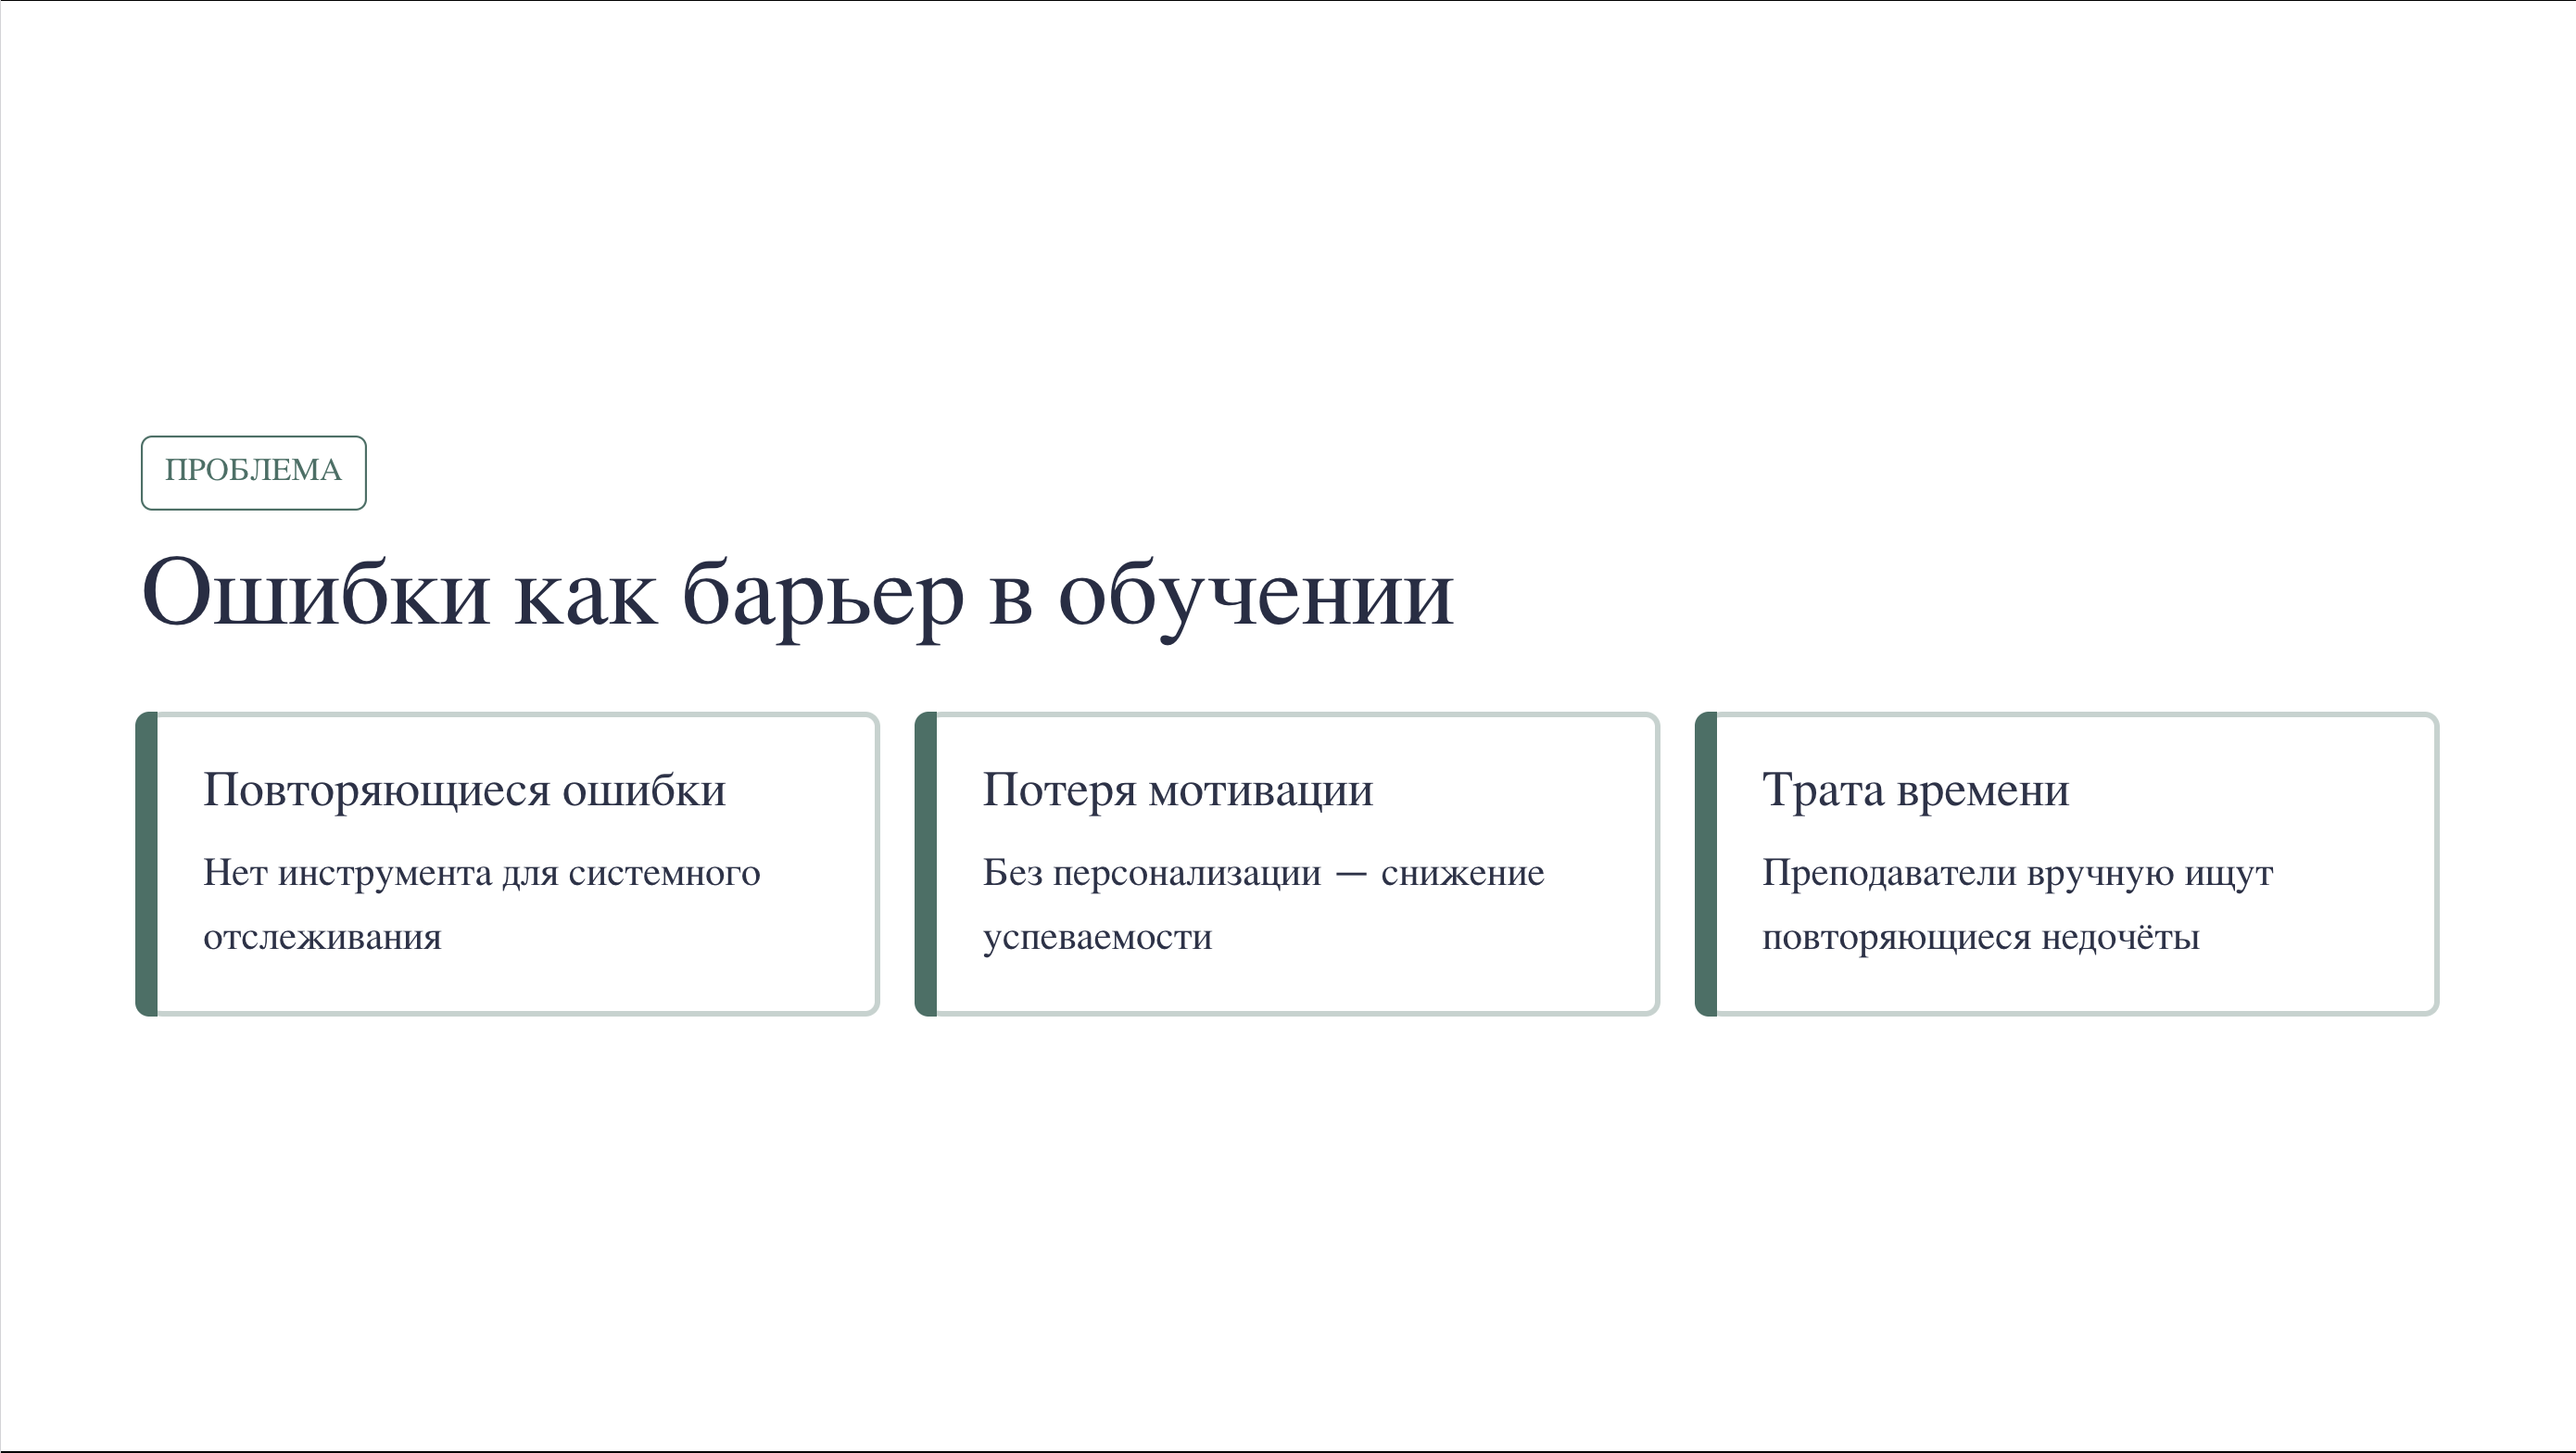 ПРОБЛЕМА
Ошибки как барьер в обучении
Повторяющиеся ошибки
Нет инструмента для системного
отслеживания
Потеря мотивации
Без персонализации — снижение
успеваемости
Трата времени
Преподаватели вручную ищут
повторяющиеся недочёты